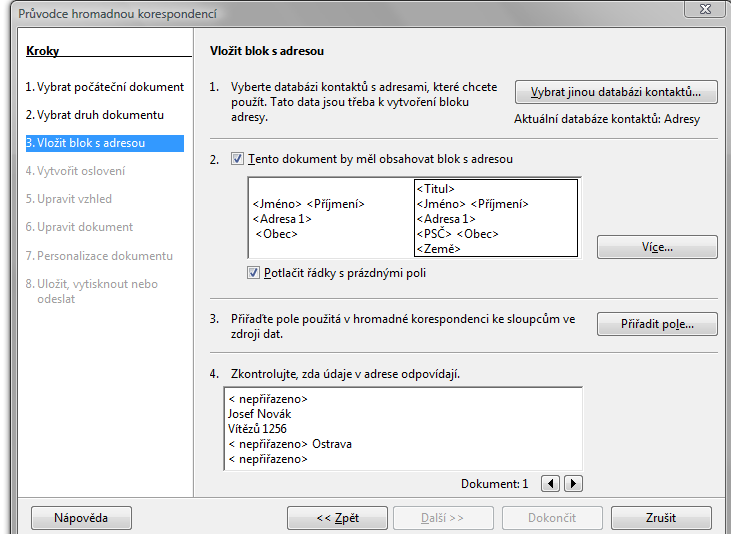 Průvodce hromadnou korespondencí
Kroky
1. Vybrat počáteční dokument
2. Vybrat druh dokumentu
3. Vložit blok s adresou
4. Vytvořit oslovení
5. Upravit vzhled
6. Upravit dokument
7. Personalizace dokumentu
8. Uložit, vytisknout nebo
odeslat
Vložit blok s adresou
1. Vyberte databázi kontaktů s adresami, které chcete
použít. Tato data jsou třeba k vytvoření bloku
adresy.
Vybrat jinou databázi kontaktů...
Aktuální databáze kontaktů: Adresy
2. Tento dokument by měl obsahovat blok s adresou
<Jméno> <Příjmení>
<Adresa 1>
<Obec>
<Titul>
<Jméno> <Příjmení>
<Adresa 1>
<PSČ> <Obec>
<Země>
Více...
Potlačit řádky s prázdnými poli
3. Přiřaďte pole použitá v hromadné korespondenci ke sloupcům ve
zdroji dat.
Přiřadit pole...
4. Zkontrolujte, zda údaje v adrese odpovídají.
< nepřiřazeno>
Josef Novák
Vítězů 1256
< nepřiřazeno> Ostrava
< nepřiřazeno>
Dokument: 1
Nápověda
<< Zpět
Další >>
Dokončit
Zrušit